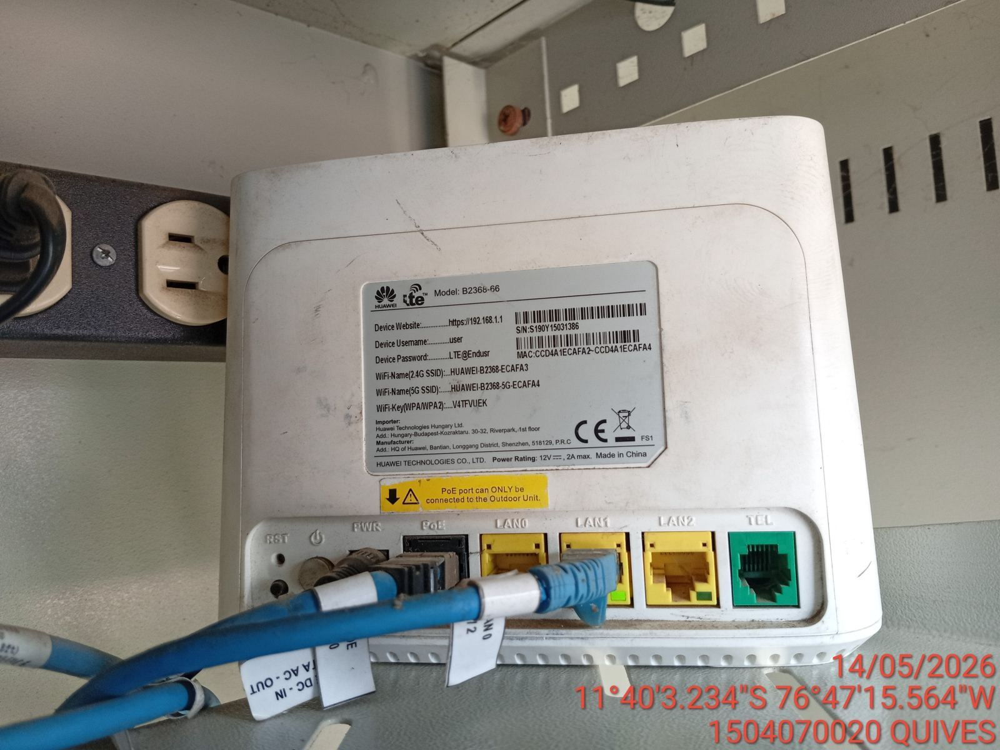 HUAWEI
lte™
Model: B2368-66
Device Website:................https://192.168.1.1
S/N:S190Y15031386
Device Username:............user
MAC:CCD4A1ECAFA2~CCD4A1ECAFA4
Device Password:............LTE@Endusr
WiFi-Name(2.4G SSID):...HUAWEI-B2368-ECAFA3
WiFi-Name(5G SSID):......HUAWEI-B2368-5G-ECAFA4
WiFi-Key(WPA/WPA2):....V4TFVUEK
Importer:
Huawei Technologies Hungary Ltd.
Add.: Hungary-Budapest-Kozraktaru. 30-32, Riverpark, 1st floor
Manufacturer:
Add.: HQ of Huawei, Bantian, Longgang District, Shenzhen, 518129, P.R.C
CE
FS1
HUAWEI TECHNOLOGIES CO., LTD. Power Rating: 12V⎓, 2A max. Made in China
PoE port can ONLY be
connected to the Outdoor Unit.
RST PWR PoE LAN0 LAN1 LAN2 TEL
DC - IN
AC - OUT
14/05/2026
11°40'3.234"S 76°47'15.564"W
1504070020 QUIVES